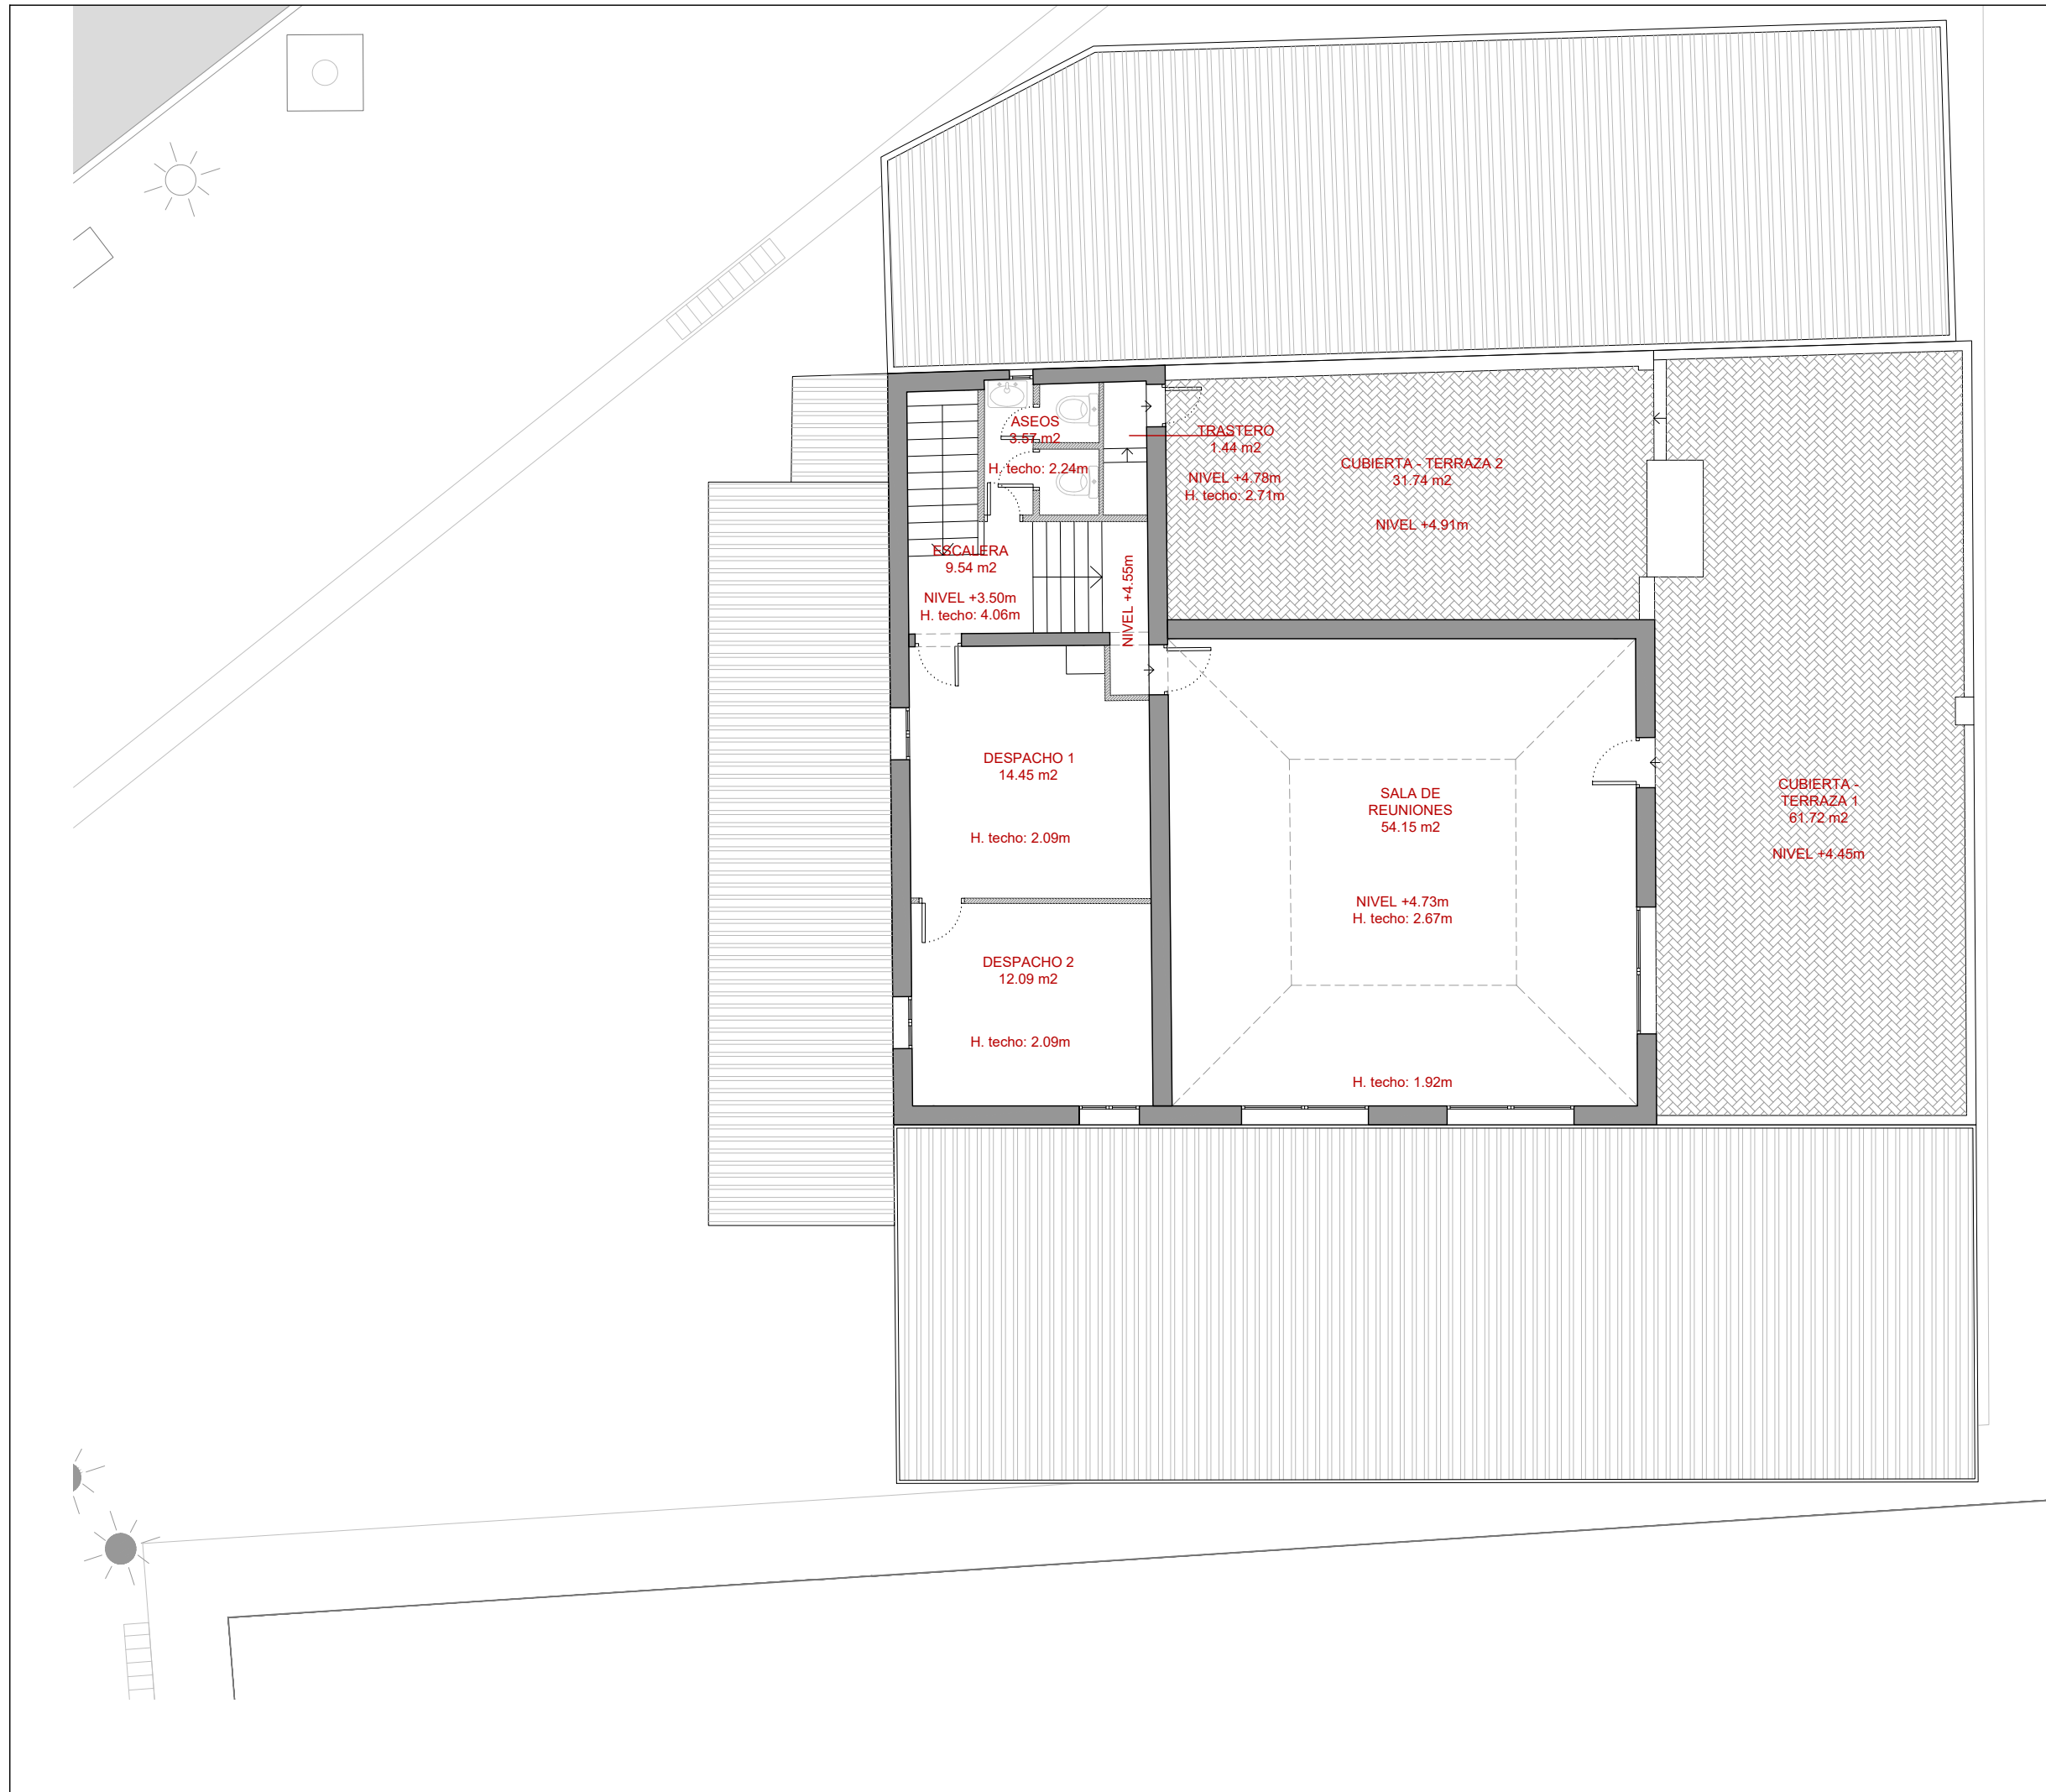 ASEOS
3.57 m2
H. techo: 2.24m
TRASTERO
1.44 m2
NIVEL +4.78m
H. techo: 2.71m
CUBIERTA - TERRAZA 2
31.74 m2
NIVEL +4.91m
ESCALERA
9.54 m2
NIVEL +3.50m
H. techo: 4.06m
NIVEL +4.55m
DESPACHO 1
14.45 m2
H. techo: 2.09m
SALA DE
REUNIONES
54.15 m2
NIVEL +4.73m
H. techo: 2.67m
H. techo: 1.92m
CUBIERTA -
TERRAZA 1
61.72 m2
NIVEL +4.45m
DESPACHO 2
12.09 m2
H. techo: 2.09m